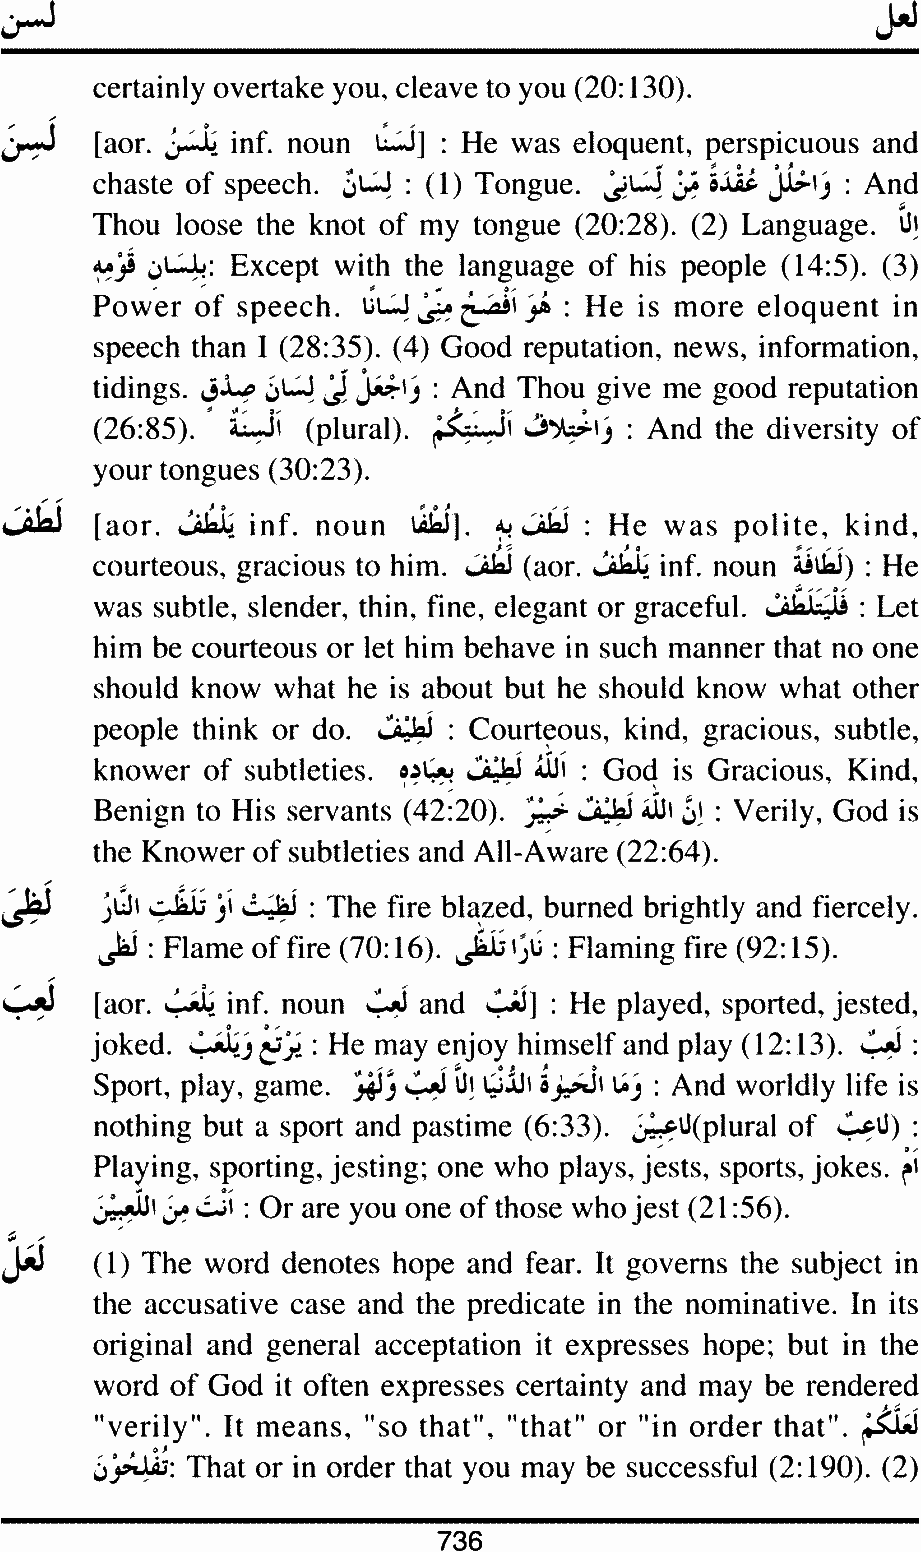 لسن لعل
certainly overtake you, cleave to you (20:130).
لَسِنَ [aor. يَلْسَنُ inf. noun لَسَنًا] : He was eloquent, perspicuous and
chaste of speech. لِسَانٌ : (1) Tongue. وَاحْلُلْ عُقْدَةً مِّنْ لِّسَانِیْ : And
Thou loose the knot of my tongue (20:28). (2) Language. اِلَّا
بِلِسَانِ قَوْمِهٖ: Except with the language of his people (14:5). (3)
Power of speech. هُوَ اَفْصَحُ مِنِّیْ لِسَانًا : He is more eloquent in
speech than I (28:35). (4) Good reputation, news, information,
tidings. وَاجْعَلْ لِّیْ لِسَانَ صِدْقٍ : And Thou give me good reputation
(26:85). اَلْسِنَةٌ (plural). وَاخْتِلَافُ اَلْسِنَتِكُمْ : And the diversity of
your tongues (30:23).
لَطَفَ [aor. يَلْطُفُ inf. noun لُطْفًا]. لَطَفَ بِهٖ : He was polite, kind,
courteous, gracious to him. لَطُفَ (aor. يَلْطُفُ inf. noun لَطَافَةً) : He
was subtle, slender, thin, fine, elegant or graceful. فَلْيَتَلَطَّفْ : Let
him be courteous or let him behave in such manner that no one
should know what he is about but he should know what other
people think or do. لَطِيْفٌ : Courteous, kind, gracious, subtle,
knower of subtleties. اَللّٰهُ لَطِيْفٌ بِعِبَادِهٖ : God is Gracious, Kind,
Benign to His servants (42:20). اِنَّ اللّٰهَ لَطِيْفٌ خَبِيْرٌ : Verily, God is
the Knower of subtleties and All-Aware (22:64).
لَظِیَ لَظِيَتْ اَوْ تَلَظَّتِ النَّارُ : The fire blazed, burned brightly and fiercely.
لَظٰی : Flame of fire (70:16). نَارًا تَلَظّٰی : Flaming fire (92:15).
لَعِبَ [aor. يَلْعَبُ inf. noun لَعِبٌ and لَعْبٌ] : He played, sported, jested,
joked. يَرْتَعْ وَيَلْعَبْ : He may enjoy himself and play (12:13). لَعِبٌ :
Sport, play, game. وَمَا الْحَيٰوةُ الدُّنْيَا اِلَّا لَعِبٌ وَّلَهْوٌ : And worldly life is
nothing but a sport and pastime (6:33). لَاعِبِيْنَ(plural of لَاعِبٌ) :
Playing, sporting, jesting; one who plays, jests, sports, jokes. اَمْ
اَنْتَ مِنَ اللّٰعِبِيْنَ : Or are you one of those who jest (21:56).
لَعَلَّ (1) The word denotes hope and fear. It governs the subject in
the accusative case and the predicate in the nominative. In its
original and general acceptation it expresses hope; but in the
word of God it often expresses certainty and may be rendered
"verily". It means, "so that", "that" or "in order that". لَعَلَّكُمْ
تُفْلِحُوْنَ: That or in order that you may be successful (2:190). (2)
736